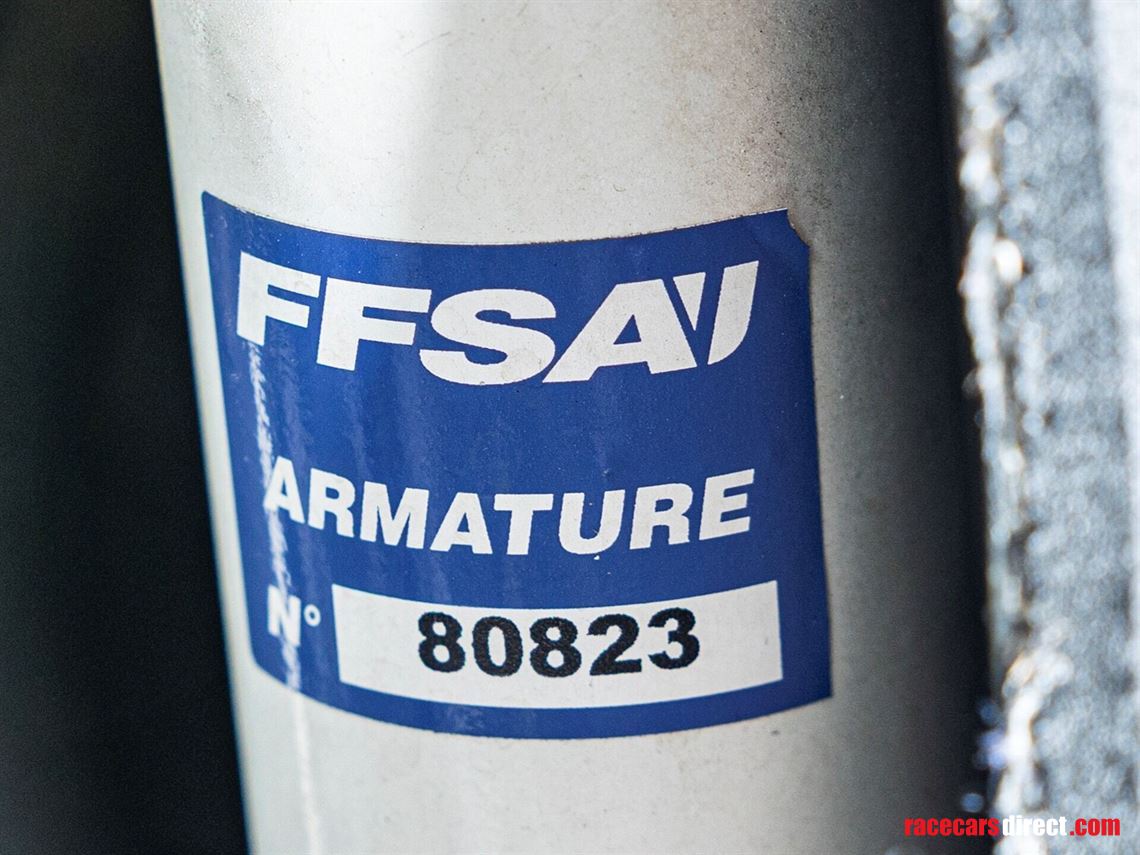 FFSA
ARMATURE
N° 80823
racecarsdirect.com